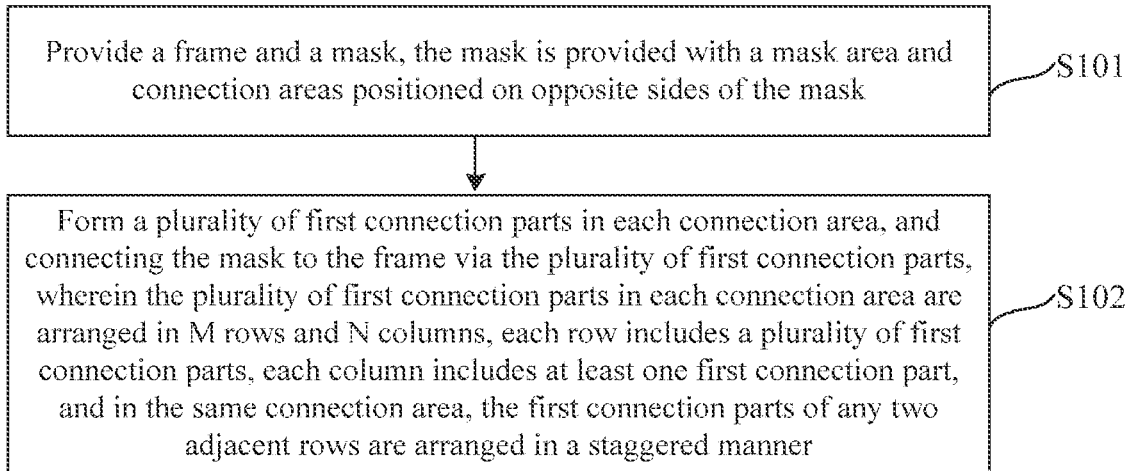 Provide a frame and a mask, the mask is provided with a mask area and
connection areas positioned on opposite sides of the mask
S101
Form a plurality of first connection parts in each connection area, and
connecting the mask to the frame via the plurality of first connection parts,
wherein the plurality of first connection parts in each connection area are
arranged in M rows and N columns, each row includes a plurality of first
connection parts, each column includes at least one first connection part,
and in the same connection area, the first connection parts of any two
adjacent rows are arranged in a staggered manner
S102